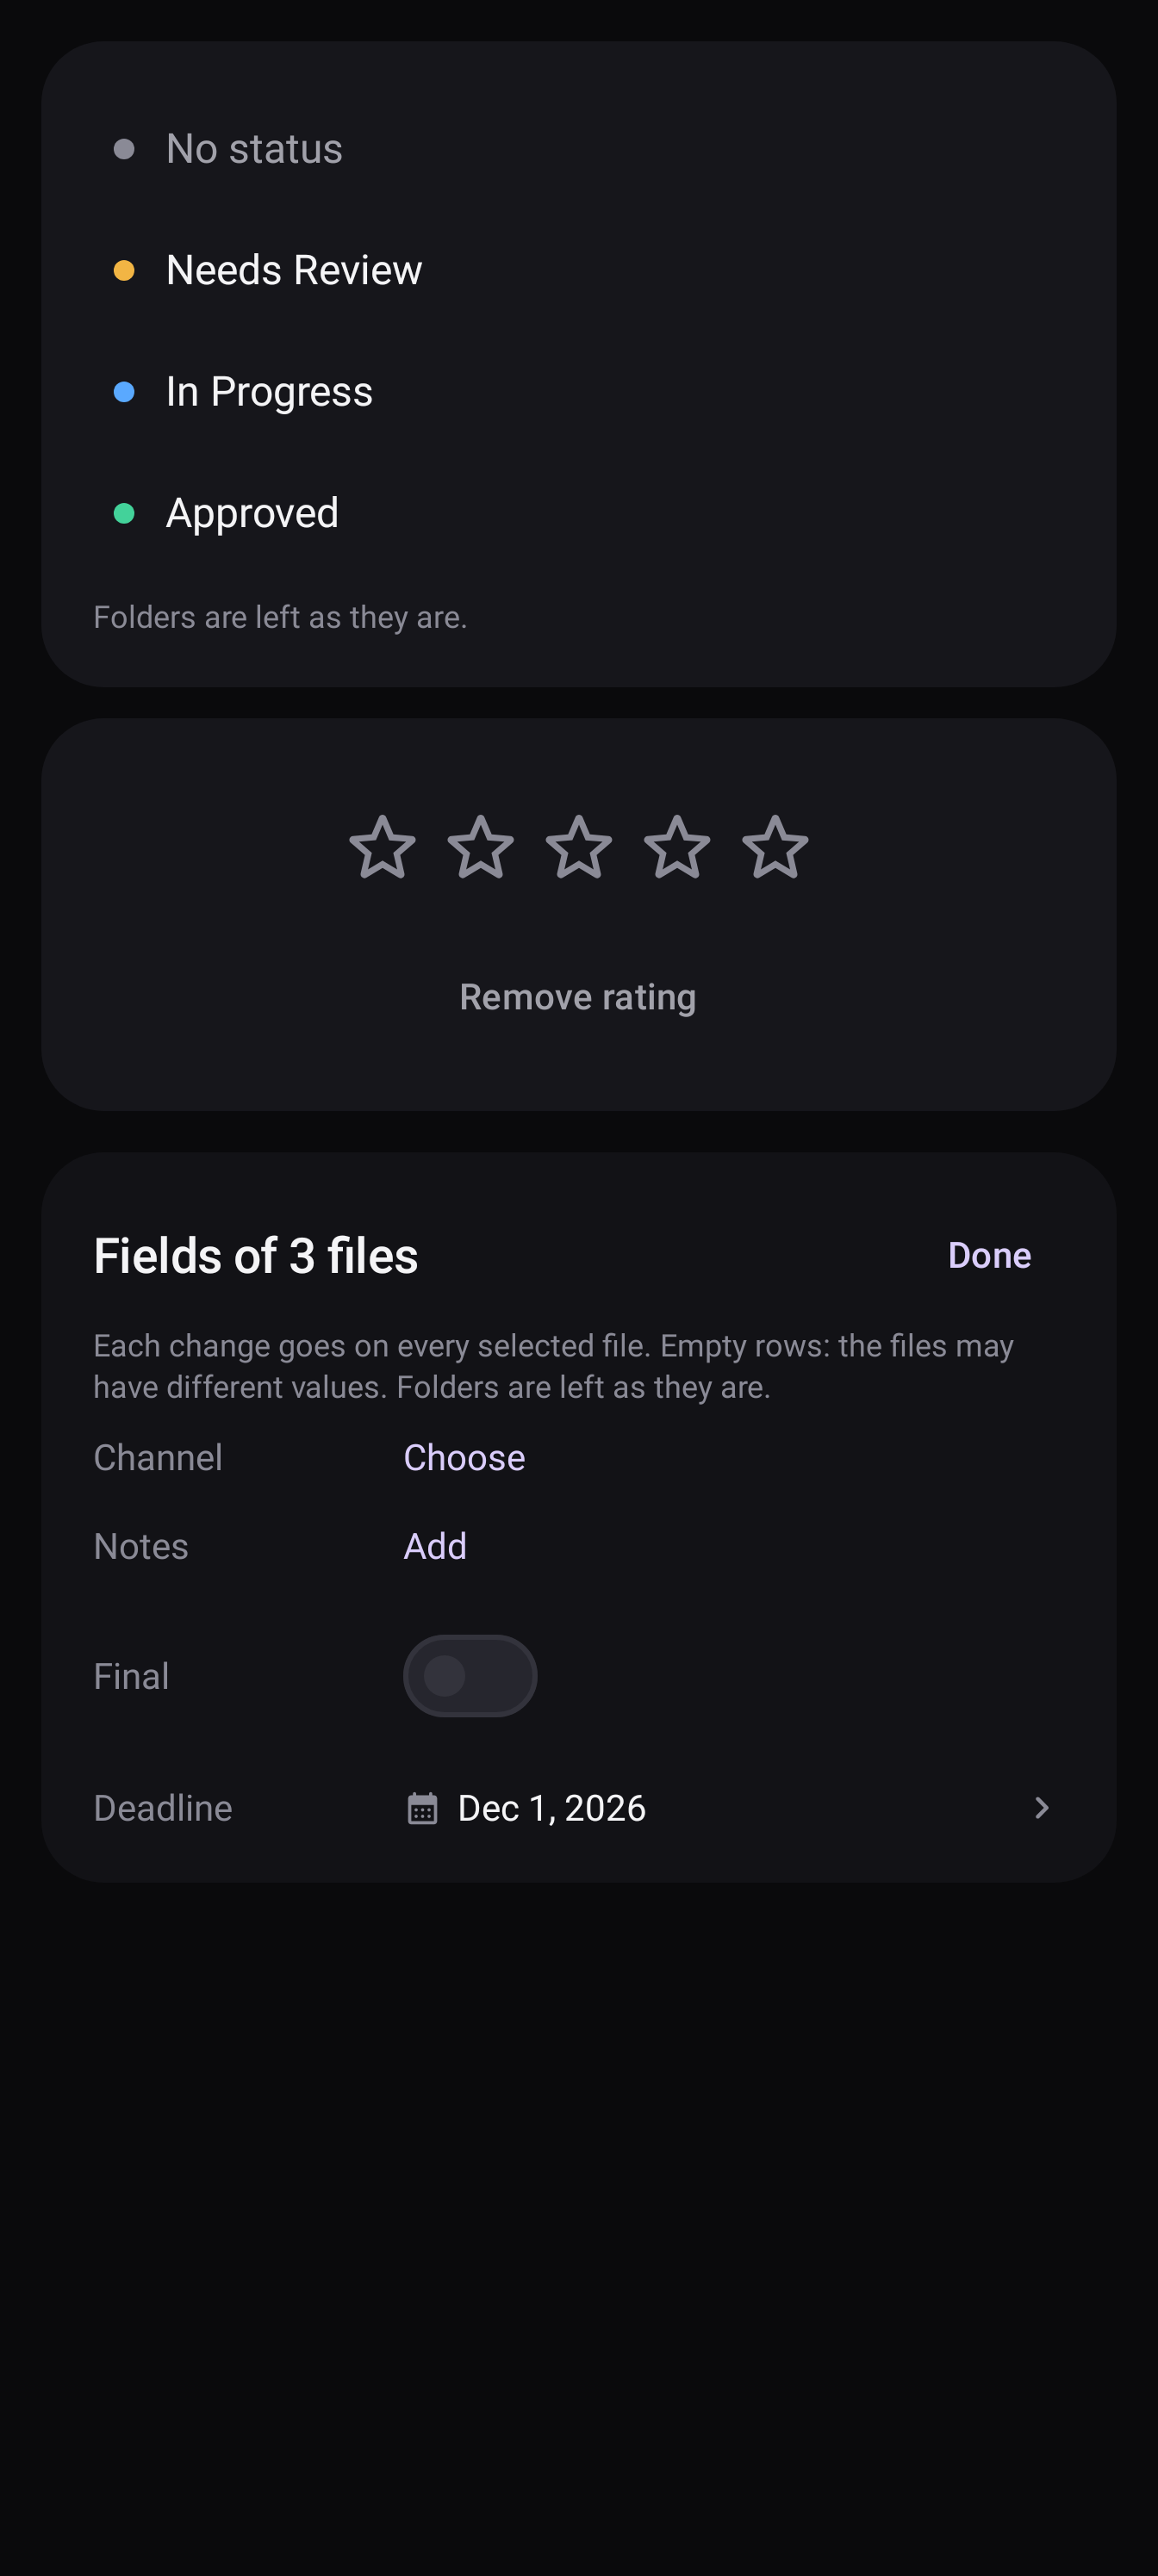 No status
Needs Review
In Progress
Approved
Folders are left as they are.
Remove rating
Fields of 3 files
Done
Each change goes on every selected file. Empty rows: the files may
have different values. Folders are left as they are.
Channel Choose
Notes Add
Final
Deadline Dec 1, 2026